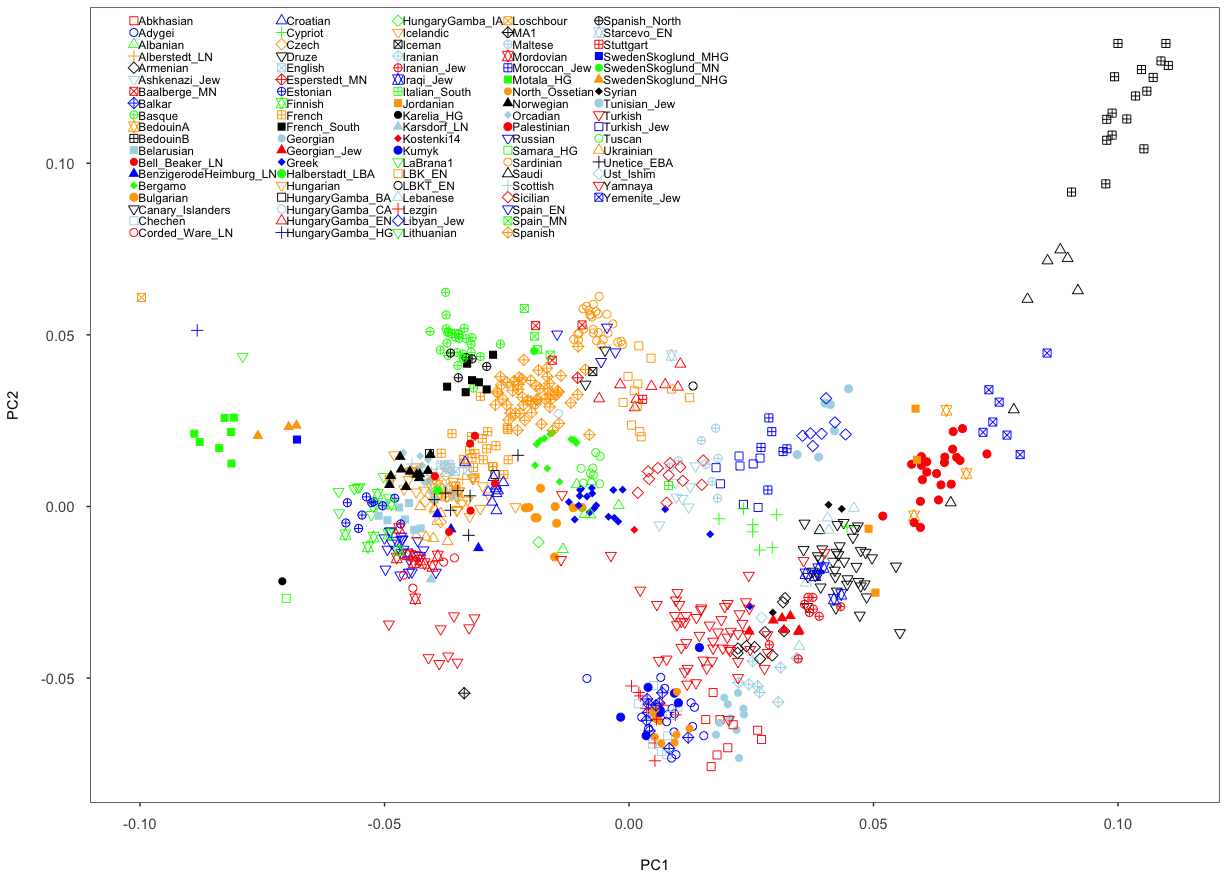 Abkhasian Croatian HungaryGamba_IA Loschbour Spanish_North
Adygei Cypriot Icelandic MA1 Starcevo_EN
Albanian Czech Iceman Maltese Stuttgart
Alberstedt_LN Druze Iranian Mordovian SwedenSkoglund_MHG
Armenian English Iranian_Jew Moroccan_Jew SwedenSkoglund_MN
Ashkenazi_Jew Esperstedt_MN Iraqi_Jew Motala_HG SwedenSkoglund_NHG
Baalberge_MN Estonian Italian_South North_Ossetian Syrian
Balkar Finnish Jordanian Norwegian Tunisian_Jew
Basque French Karelia_HG Orcadian Turkish
BedouinA French_South Karsdorf_LN Palestinian Turkish_Jew
BedouinB Georgian Kostenki14 Russian Tuscan
Belarusian Georgian_Jew Kumyk Samara_HG Ukrainian
Bell_Beaker_LN Greek LaBrana1 Sardinian Unetice_EBA
BenzigerodeHeimburg_LN Halberstadt_LBA LBK_EN Saudi Ust_Ishim
Bergamo Hungarian LBKT_EN Scottish Yamnaya
Bulgarian HungaryGamba_BA Lebanese Sicilian Yemenite_Jew
Canary_Islanders HungaryGamba_CA Lezgin Spain_EN
Chechen HungaryGamba_EN Libyan_Jew Spain_MN
Corded_Ware_LN HungaryGamba_HG Lithuanian Spanish
0.10
0.05
0.00
-0.05
PC2
-0.10 -0.05 0.00 0.05 0.10
PC1